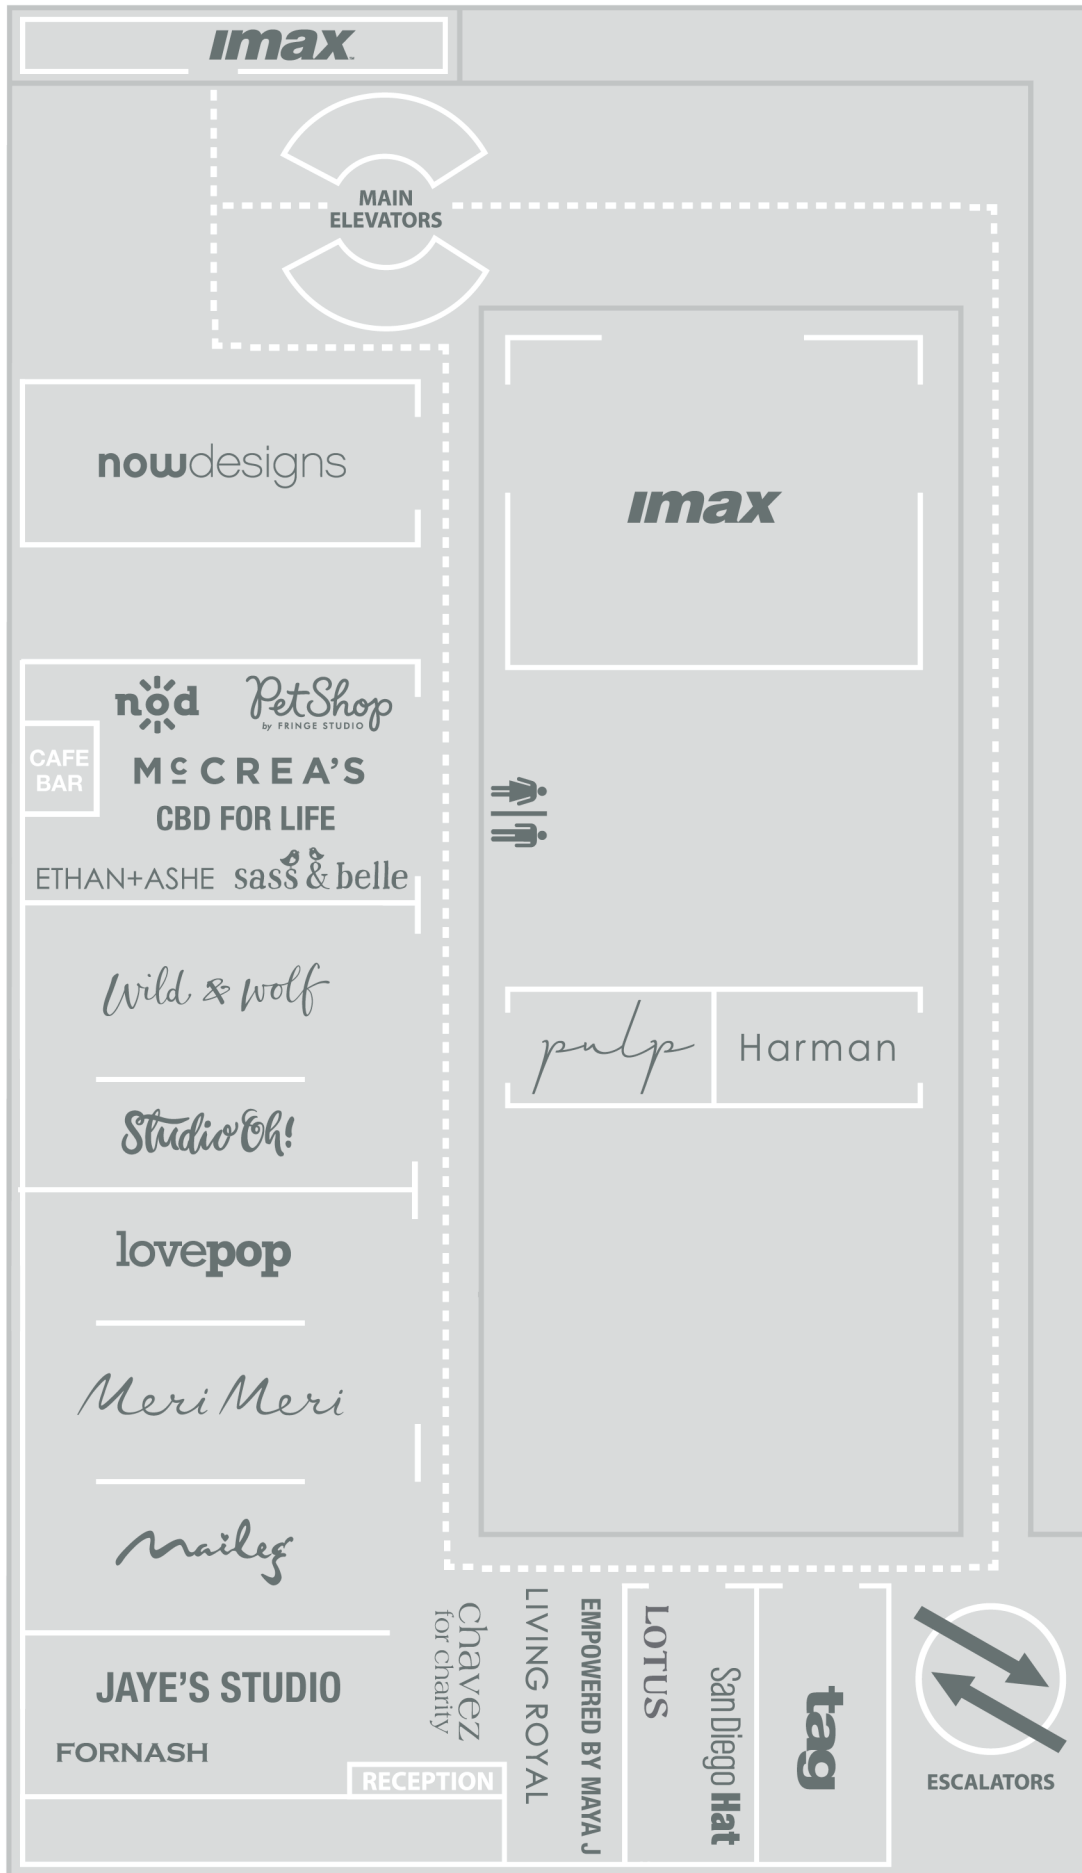 imax™
MAIN
ELEVATORS
nowdesigns
imax
nod
PetShop
by FRINGE STUDIO
CAFE
BAR
McCREA'S
CBD FOR LIFE
ETHAN+ASHE
sass & belle
Wild & Wolf
pulp
Harman
Studio Oh!
lovepop
Meri Meri
Maileg
JAYE'S STUDIO
FORNASH
RECEPTION
chavez
for charity
LIVING ROYAL
EMPOWERED BY MAYA J
LOTUS
San Diego Hat
tag
ESCALATORS